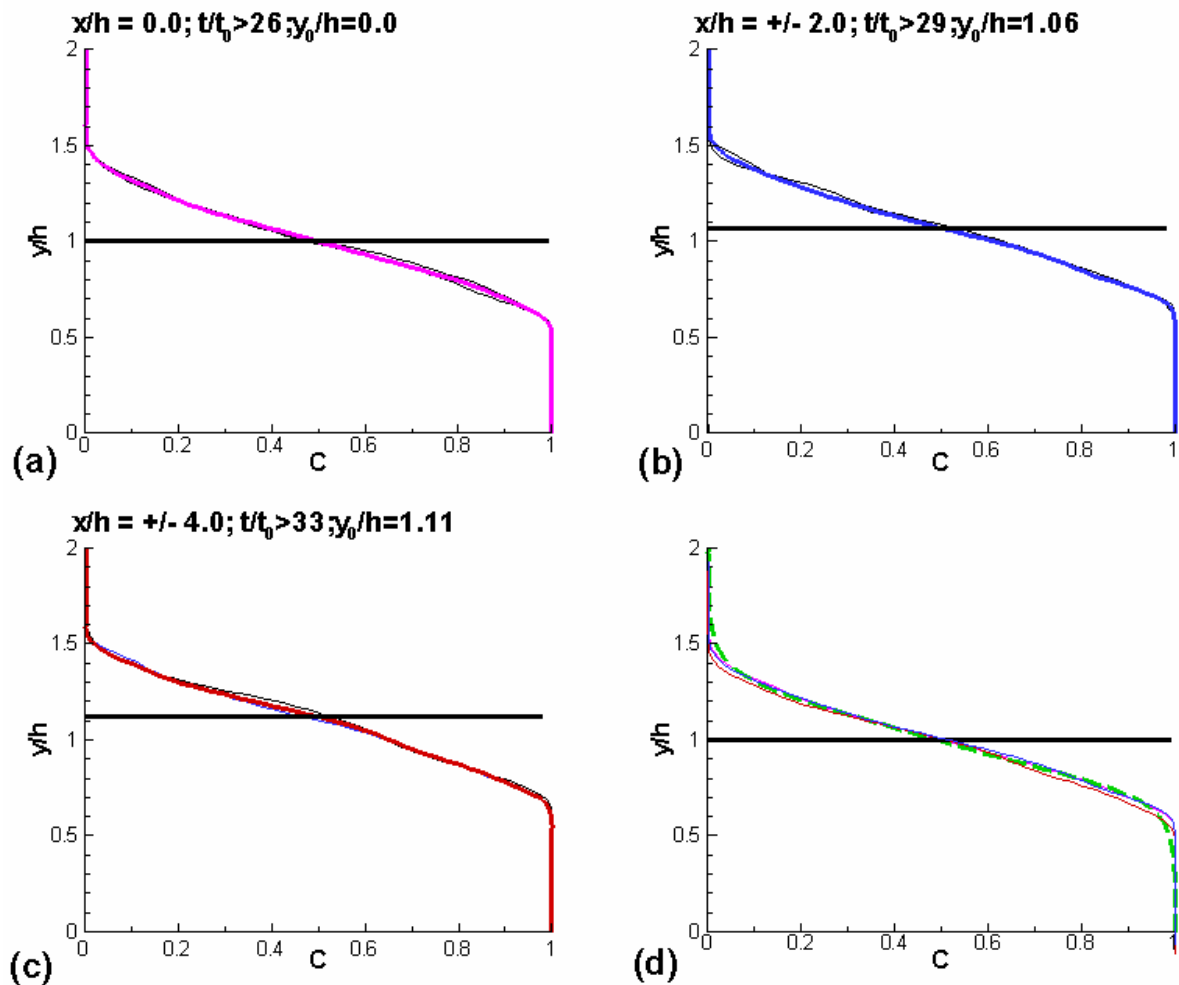 x/h = 0.0; t/t₀>26;y₀/h=0.0
2
1.5
1
0.5
0
y/h
0 0.2 0.4 0.6 0.8 1
C
(a)
x/h = +/- 2.0; t/t₀>29;y₀/h=1.06
2
1.5
1
0.5
0
y/h
0 0.2 0.4 0.6 0.8 1
C
(b)
x/h = +/- 4.0; t/t₀>33;y₀/h=1.11
2
1.5
1
0.5
0
y/h
0 0.2 0.4 0.6 0.8 1
C
(c)
2
1.5
1
0.5
0
y/h
0 0.2 0.4 0.6 0.8 1
C
(d)